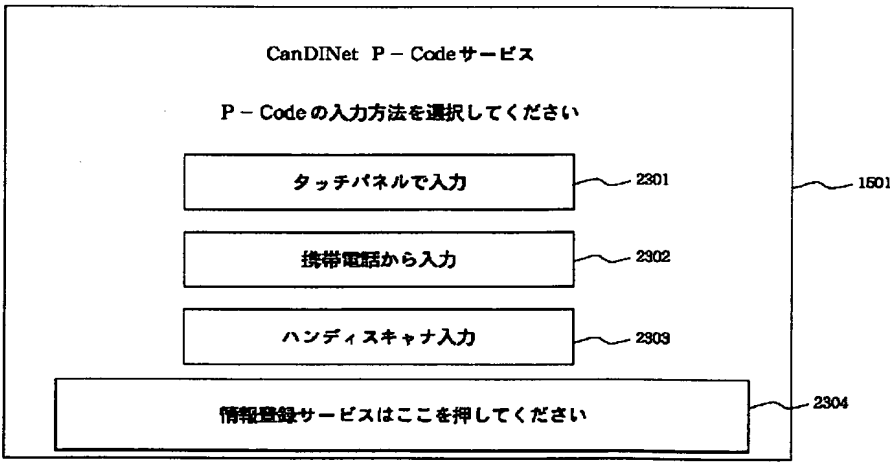 CanDINet P－Codeサービス
P－Codeの入力方法を選択してください
タッチパネルで入力
2301
1501
携帯電話から入力
2302
ハンディスキャナ入力
2303
情報登録サービスはここを押してください
2304